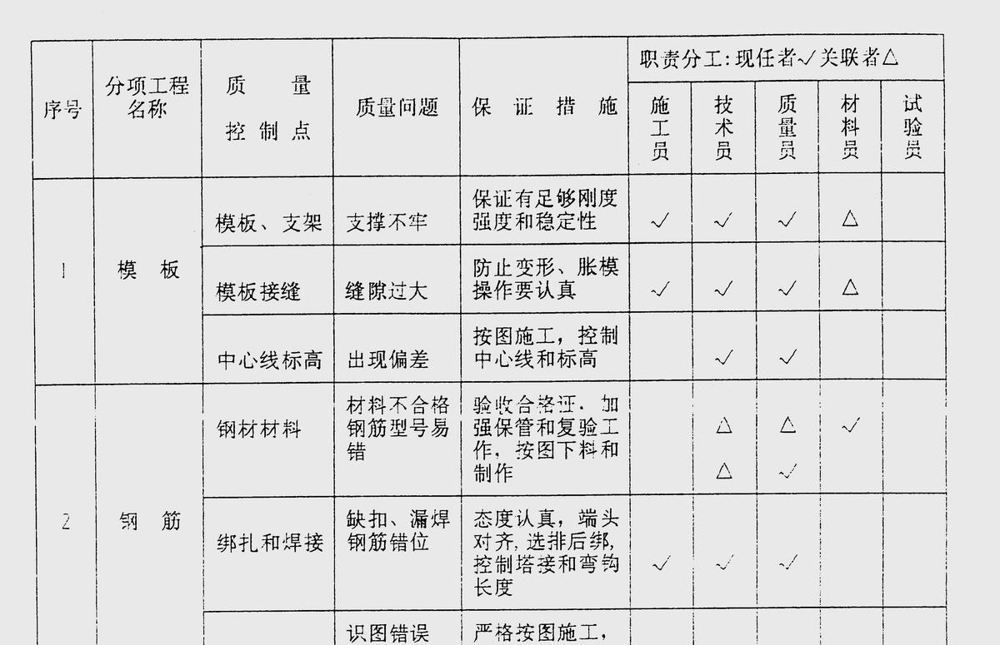 职责分工:现任者✓关联者△
序号
分项工程
名称
质 量
控 制 点
质量问题
保 证 措 施
施工员
技术员
质量员
材料员
试验员
1
模 板
模板、支架
支撑不牢
保证有足够刚度
强度和稳定性
✓ ✓ ✓ △
模板接缝
缝隙过大
防止变形、胀模
操作要认真
✓ ✓ ✓ △
中心线标高
出现偏差
按图施工，控制
中心线和标高
✓ ✓
2
钢 筋
钢材材料
材料不合格
钢筋型号易
错
验收合格证．加
强保管和复验工
作，按图下料和
制作
△ △ ✓
△ ✓
绑扎和焊接
缺扣、漏焊
钢筋错位
态度认真，端头
对齐,选排后绑,
控制塔接和弯钩
长度
✓ ✓ ✓
识图错误
严格按图施工，